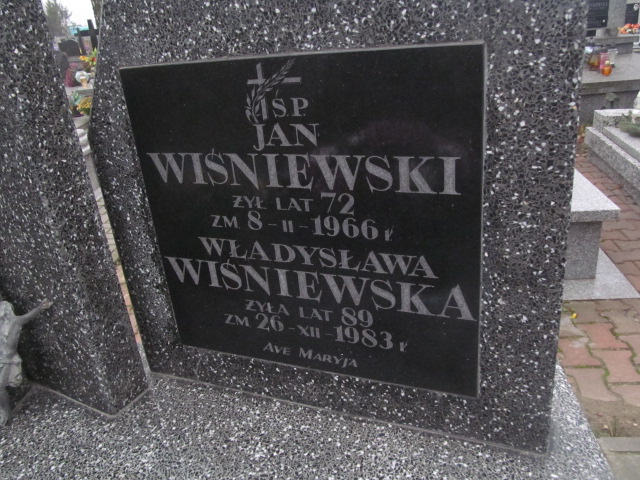 Ś.P.
JAN
WIŚNIEWSKI
ŻYŁ LAT 72
ZM 8-II-1966 r
WŁADYSŁAWA
WIŚNIEWSKA
ŻYŁA LAT 89
ZM 26-XII-1983 r
AVE MARYJA